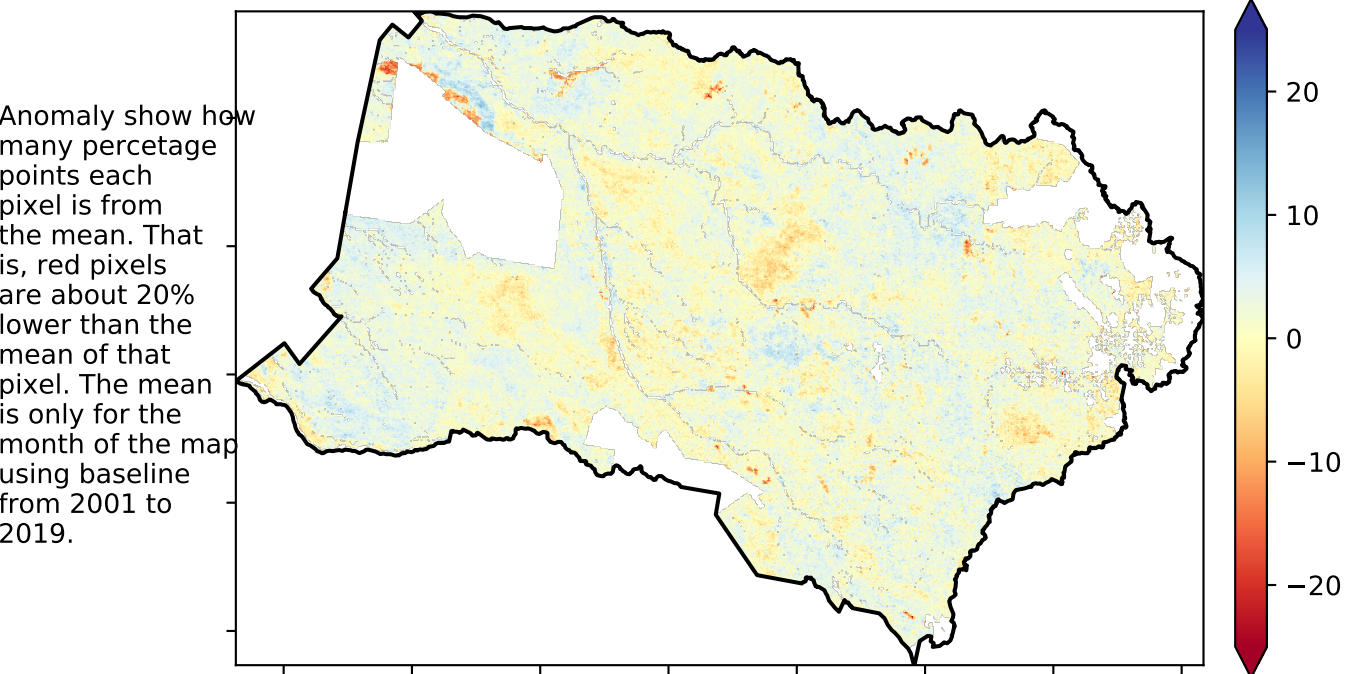 Anomaly show how
many percetage
points each
pixel is from
the mean. That
is, red pixels
are about 20%
lower than the
mean of that
pixel. The mean
is only for the
month of the map
using baseline
from 2001 to
2019.
20
10
0
−10
−20